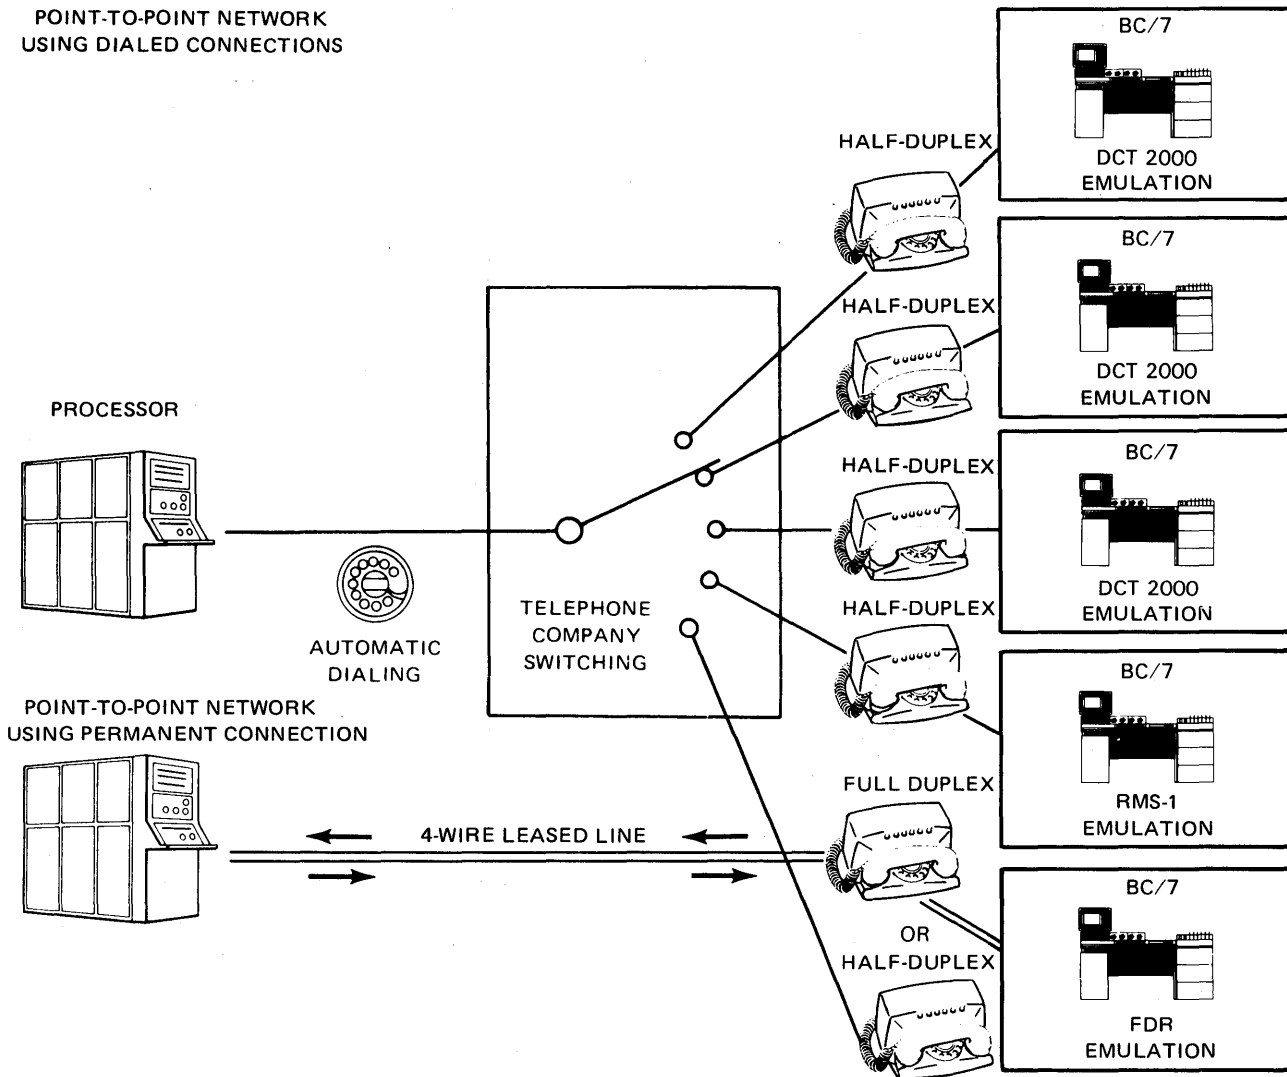 POINT-TO-POINT NETWORK
USING DIALED CONNECTIONS
BC/7
DCT 2000
EMULATION
HALF-DUPLEX
BC/7
DCT 2000
EMULATION
HALF-DUPLEX
PROCESSOR
BC/7
DCT 2000
EMULATION
HALF-DUPLEX
AUTOMATIC
DIALING
TELEPHONE
COMPANY
SWITCHING
HALF-DUPLEX
BC/7
RMS-1
EMULATION
POINT-TO-POINT NETWORK
USING PERMANENT CONNECTION
4-WIRE LEASED LINE
FULL DUPLEX
OR
HALF-DUPLEX
BC/7
FDR
EMULATION